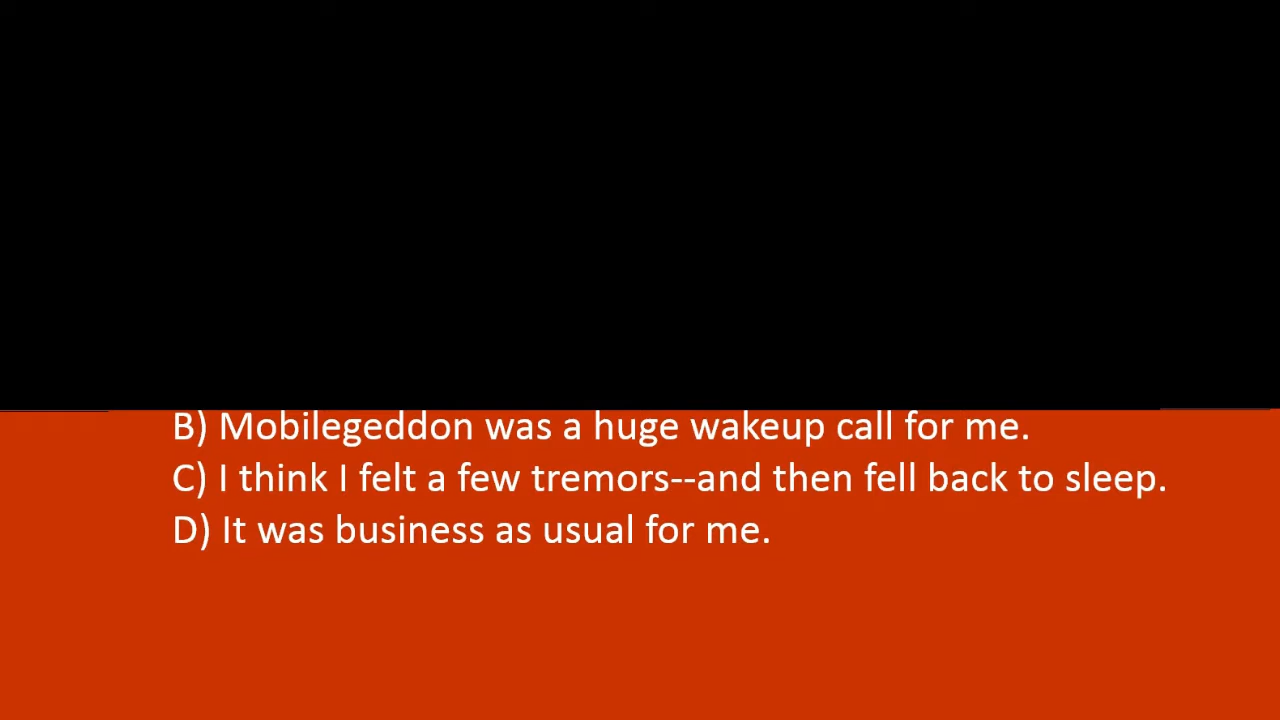 B) Mobilegeddon was a huge wakeup call for me.
C) I think I felt a few tremors--and then fell back to sleep.
D) It was business as usual for me.